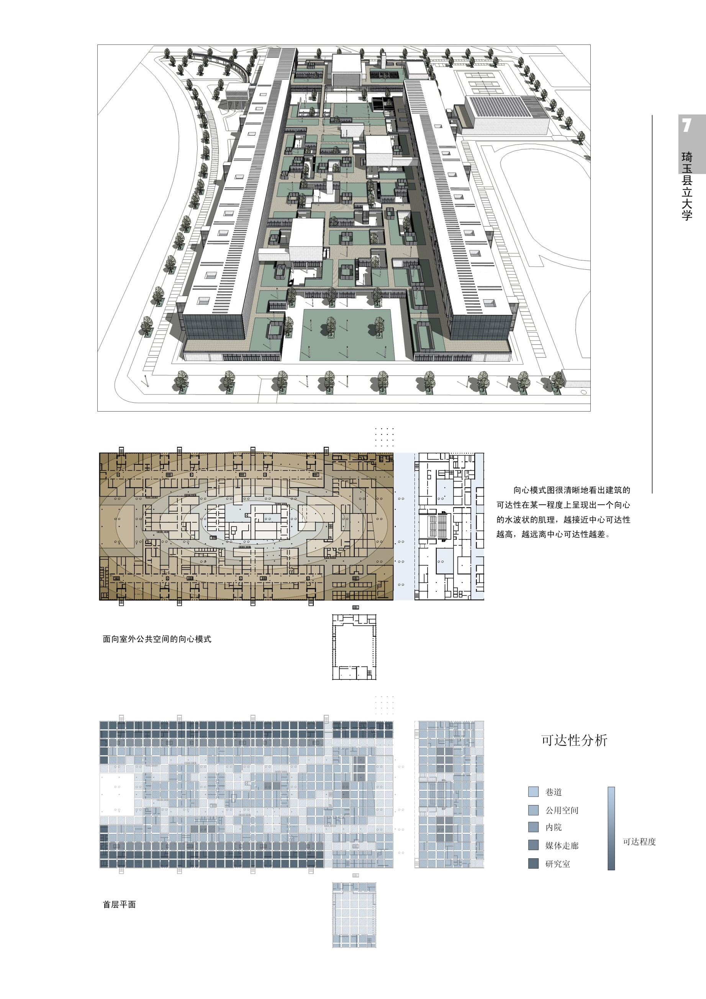 7
琦玉县立大学
向心模式图很清晰地看出建筑的
可达性在某一程度上呈现出一个向心
的水波状的肌理，越接近中心可达性
越高，越远离中心可达性越差。
面向室外公共空间的向心模式
可达性分析
巷道
公用空间
内院
媒体走廊
研究室
可达程度
首层平面